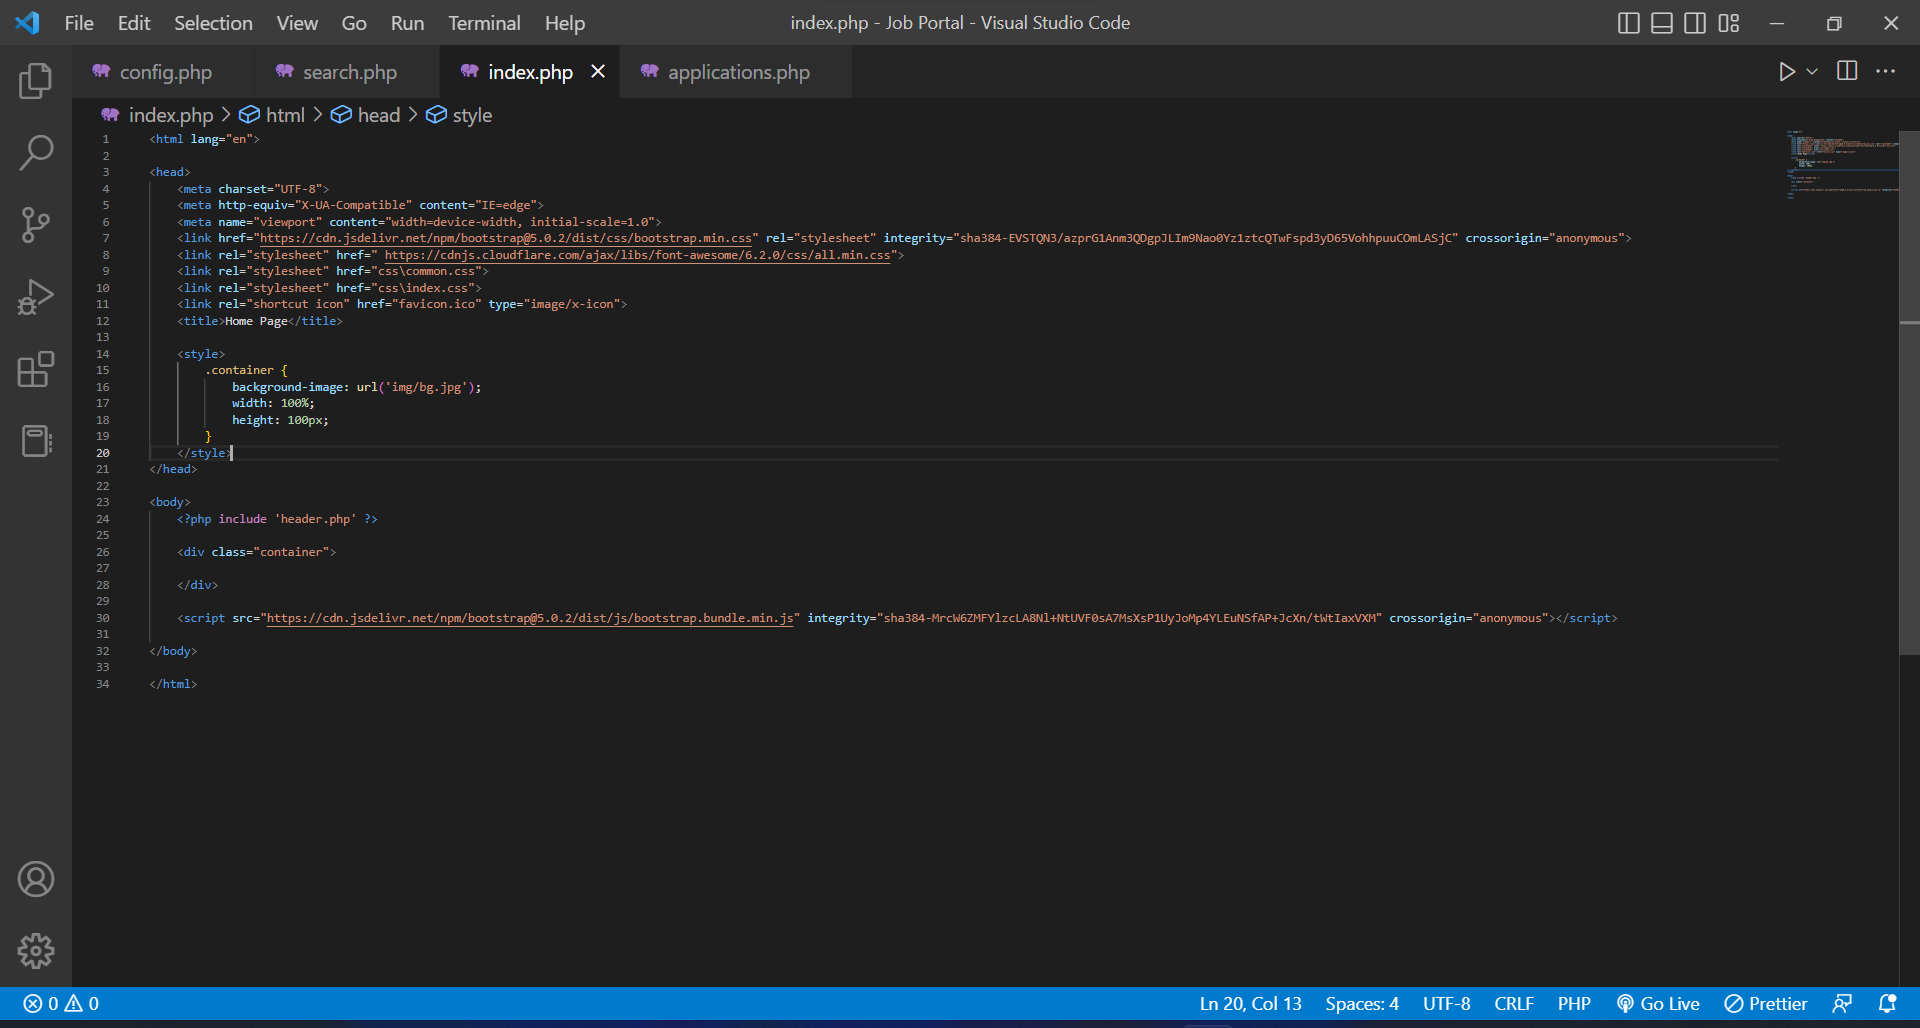 File Edit Selection View Go Run Terminal Help index.php - Job Portal - Visual Studio Code
config.php search.php index.php applications.php
index.php html head style
1 <html lang="en">
2
3 <head>
4 <meta charset="UTF-8">
5 <meta http-equiv="X-UA-Compatible" content="IE=edge">
6 <meta name="viewport" content="width=device-width, initial-scale=1.0">
7 <link href="https://cdn.jsdelivr.net/npm/bootstrap@5.0.2/dist/css/bootstrap.min.css" rel="stylesheet" integrity="sha384-EVSTQN3/azprG1Anm3QDgpJLIm9Nao0Yz1ztcQTwFspd3yD65VohhpuuCOmLASjC" crossorigin="anonymous">
8 <link rel="stylesheet" href=" https://cdnjs.cloudflare.com/ajax/libs/font-awesome/6.2.0/css/all.min.css">
9 <link rel="stylesheet" href="css\common.css">
10 <link rel="stylesheet" href="css\index.css">
11 <link rel="shortcut icon" href="favicon.ico" type="image/x-icon">
12 <title>Home Page</title>
13
14 <style>
15 .container {
16 background-image: url('img/bg.jpg');
17 width: 100%;
18 height: 100px;
19 }
20 </style>
21 </head>
22
23 <body>
24 <?php include 'header.php' ?>
25
26 <div class="container">
27
28 </div>
29
30 <script src="https://cdn.jsdelivr.net/npm/bootstrap@5.0.2/dist/js/bootstrap.bundle.min.js" integrity="sha384-MrcW6ZMFYlzcLA8Nl+NtUVF0sA7MsXsP1UyJoMp4YLEuNSfAP+JcXn/tWtIaxVXM" crossorigin="anonymous"></script>
31
32 </body>
33
34 </html>
0 0 Ln 20, Col 13 Spaces: 4 UTF-8 CRLF PHP Go Live Prettier